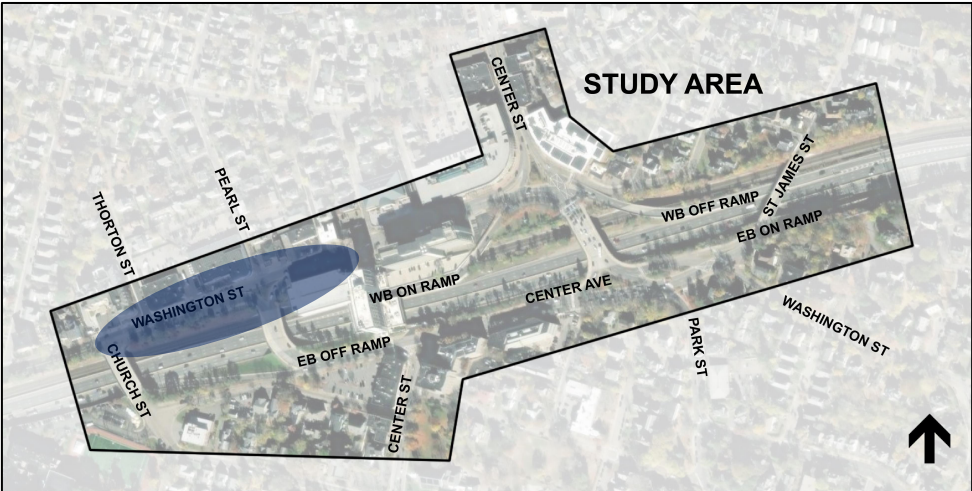 STUDY AREA
CENTER ST
PEARL ST
THORTON ST
WASHINGTON ST
CHURCH ST
EB OFF RAMP
WB ON RAMP
CENTER ST
CENTER AVE
WB OFF RAMP
ST JAMES ST
EB ON RAMP
PARK ST
WASHINGTON ST